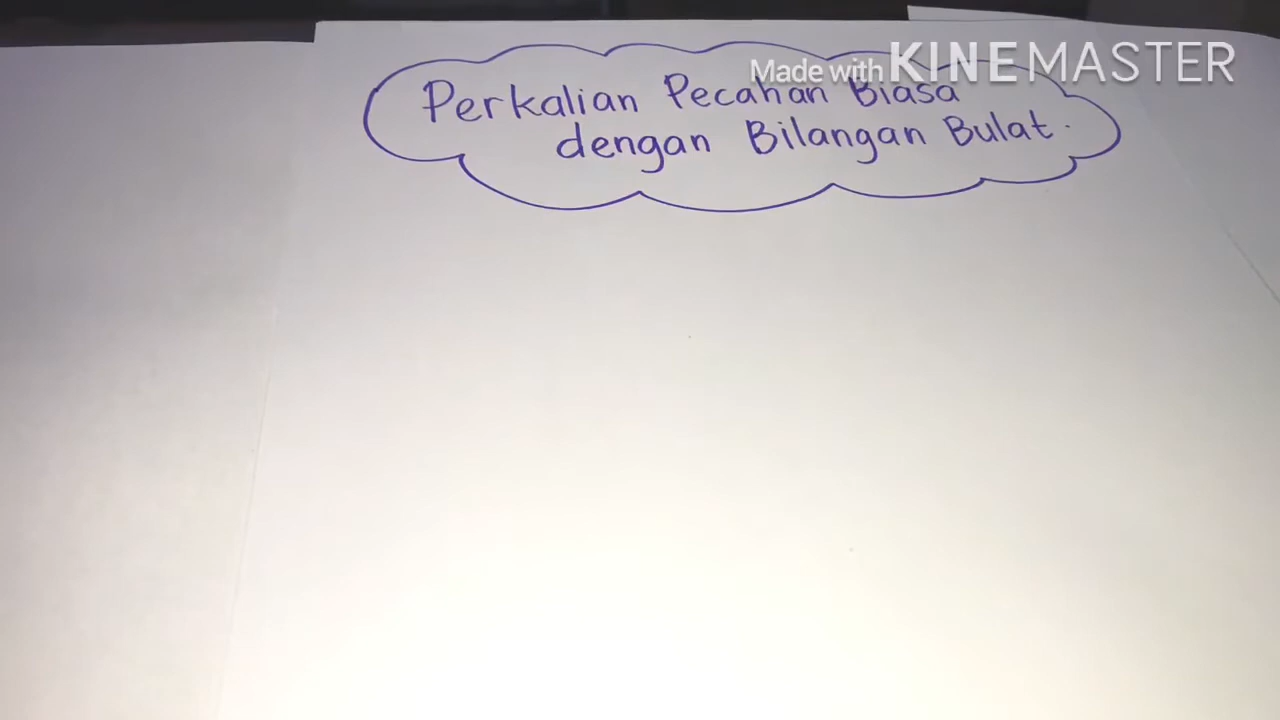 Made with KINEMASTER
Perkalian Pecahan Biasa
dengan Bilangan Bulat.